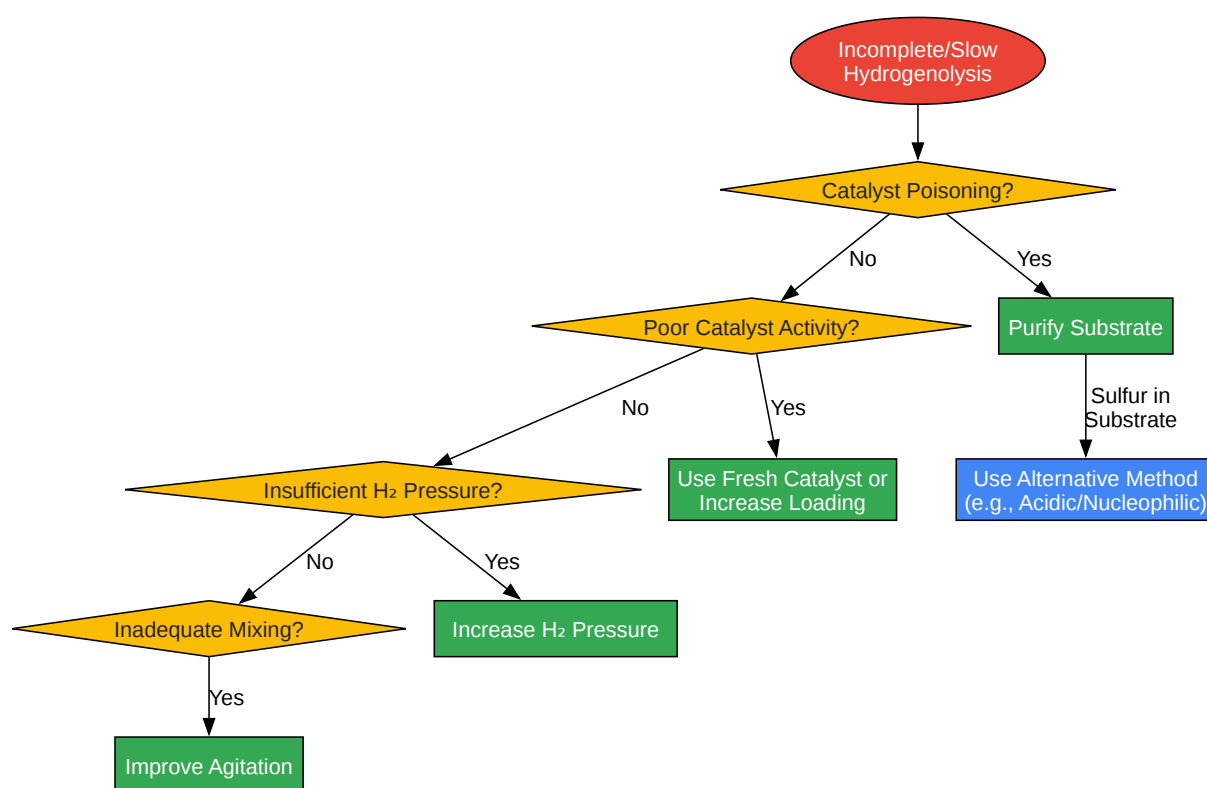 Incomplete/Slow
Hydrogenolysis
Catalyst Poisoning?
No
Yes
Poor Catalyst Activity?
Purify Substrate
No
Yes
Sulfur in
Substrate
Insufficient H₂ Pressure?
Use Fresh Catalyst or
Increase Loading
Use Alternative Method
(e.g., Acidic/Nucleophilic)
No
Yes
Inadequate Mixing?
Increase H₂ Pressure
Yes
Improve Agitation